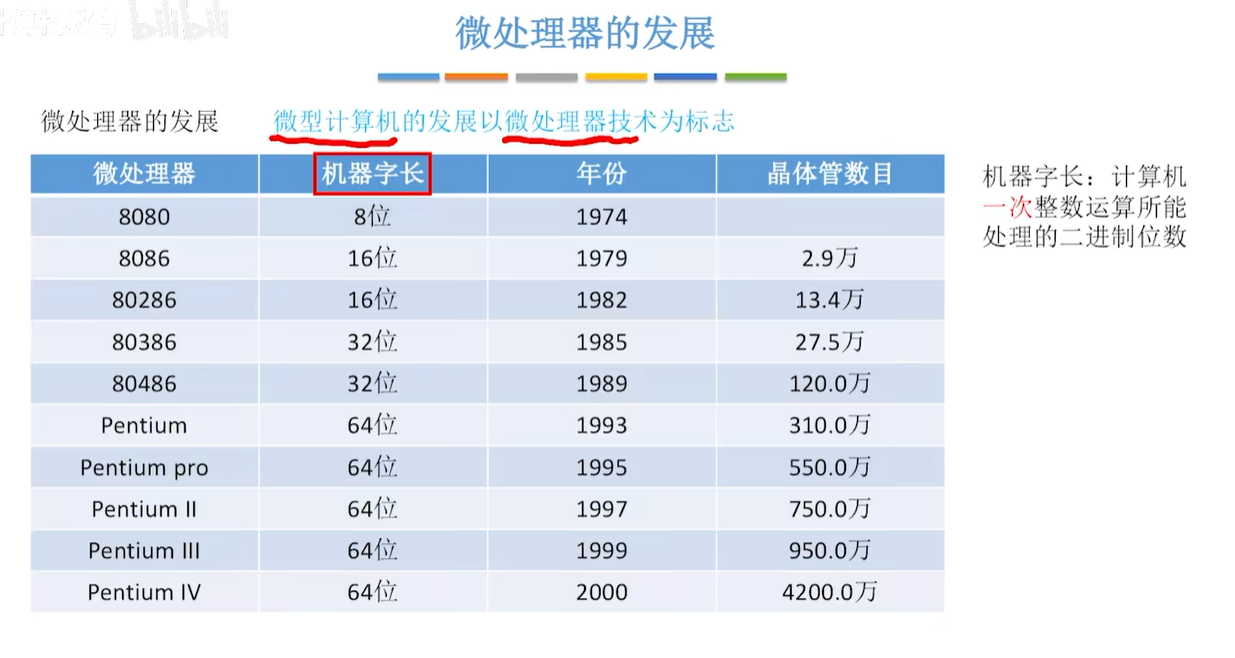 bilibili
微处理器的发展
微处理器的发展 微型计算机的发展以微处理器技术为标志
微处理器 机器字长 年份 晶体管数目
8080 8位 1974
8086 16位 1979 2.9万
80286 16位 1982 13.4万
80386 32位 1985 27.5万
80486 32位 1989 120.0万
Pentium 64位 1993 310.0万
Pentium pro 64位 1995 550.0万
Pentium II 64位 1997 750.0万
Pentium III 64位 1999 950.0万
Pentium IV 64位 2000 4200.0万
机器字长：计算机
一次整数运算所能
处理的二进制位数